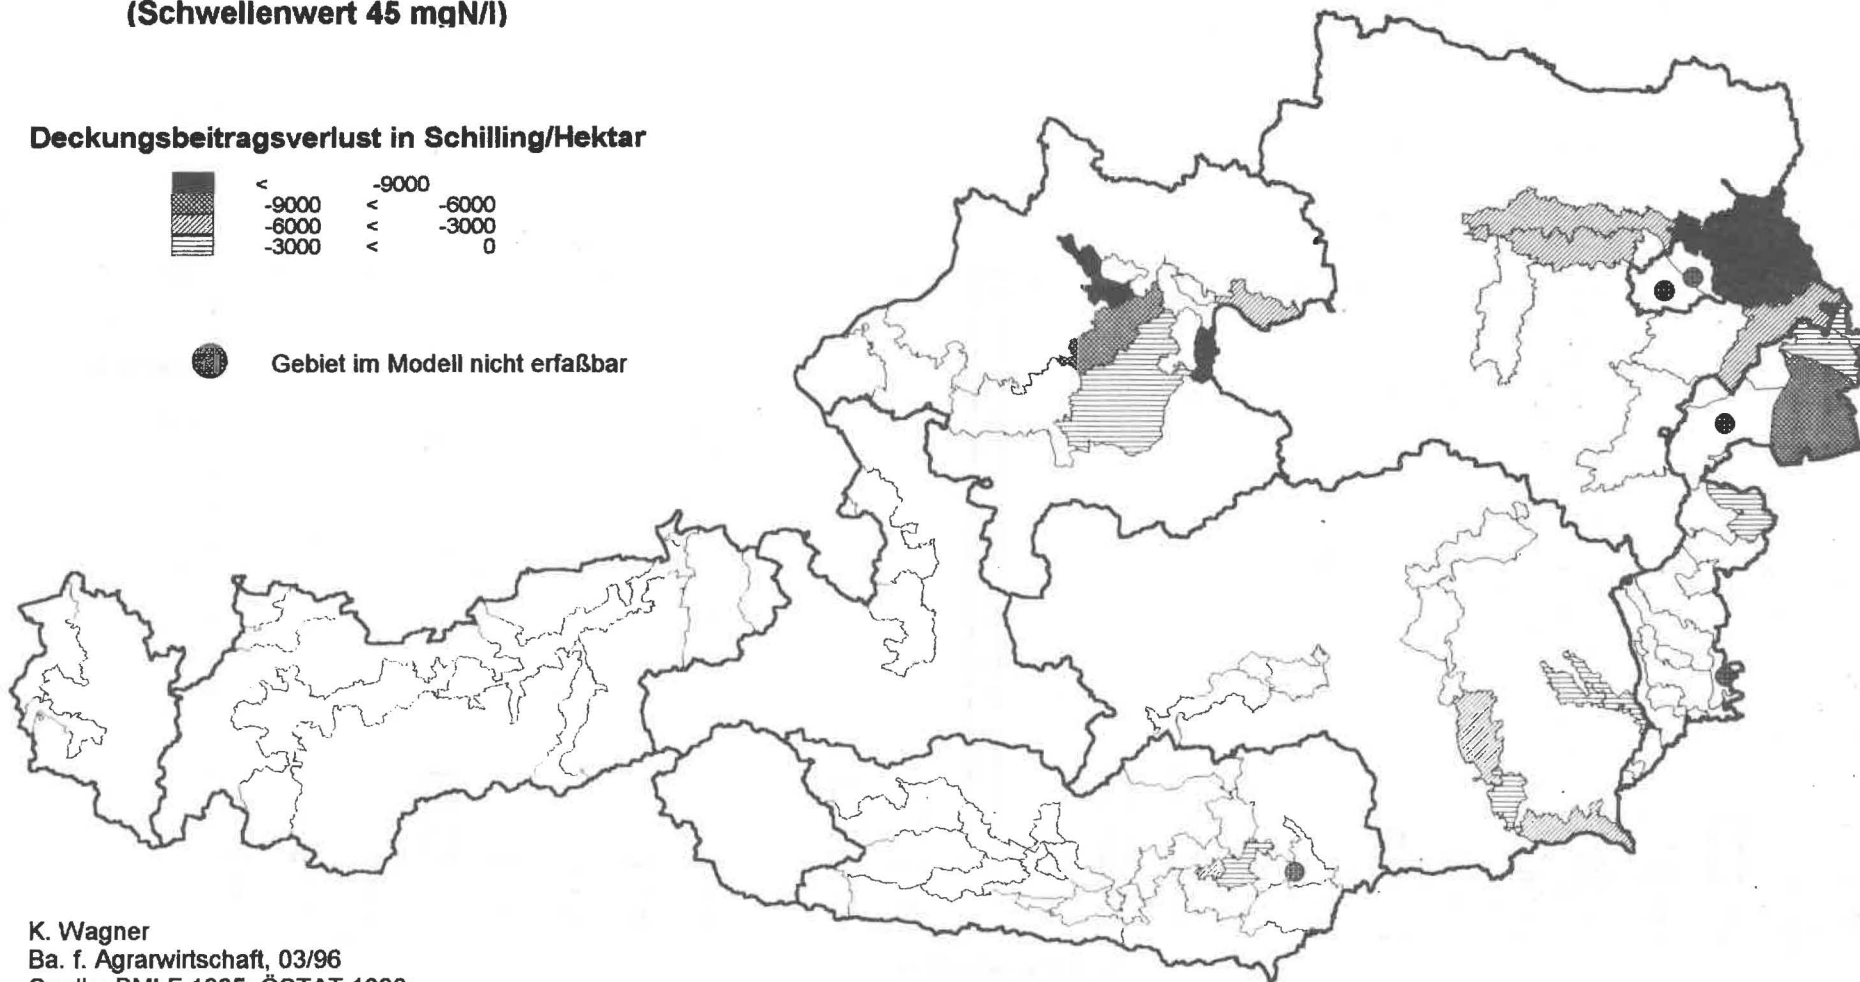 (Schwellenwert 45 mgN/l)
Deckungsbeitragsverlust in Schilling/Hektar
< -9000
-9000 < -6000
-6000 < -3000
-3000 < 0
Gebiet im Modell nicht erfaßbar
K. Wagner
Ba. f. Agrarwirtschaft, 03/96